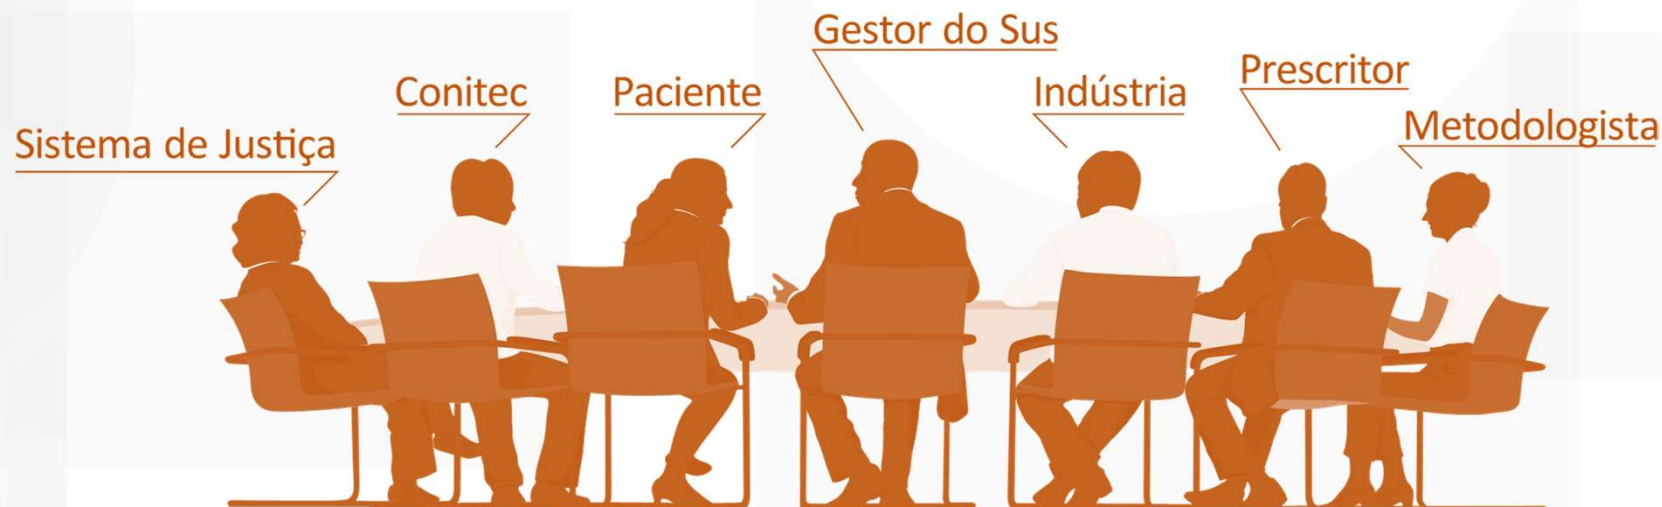 Sistema de Justiça
Conitec
Paciente
Gestor do Sus
Indústria
Prescritor
Metodologista